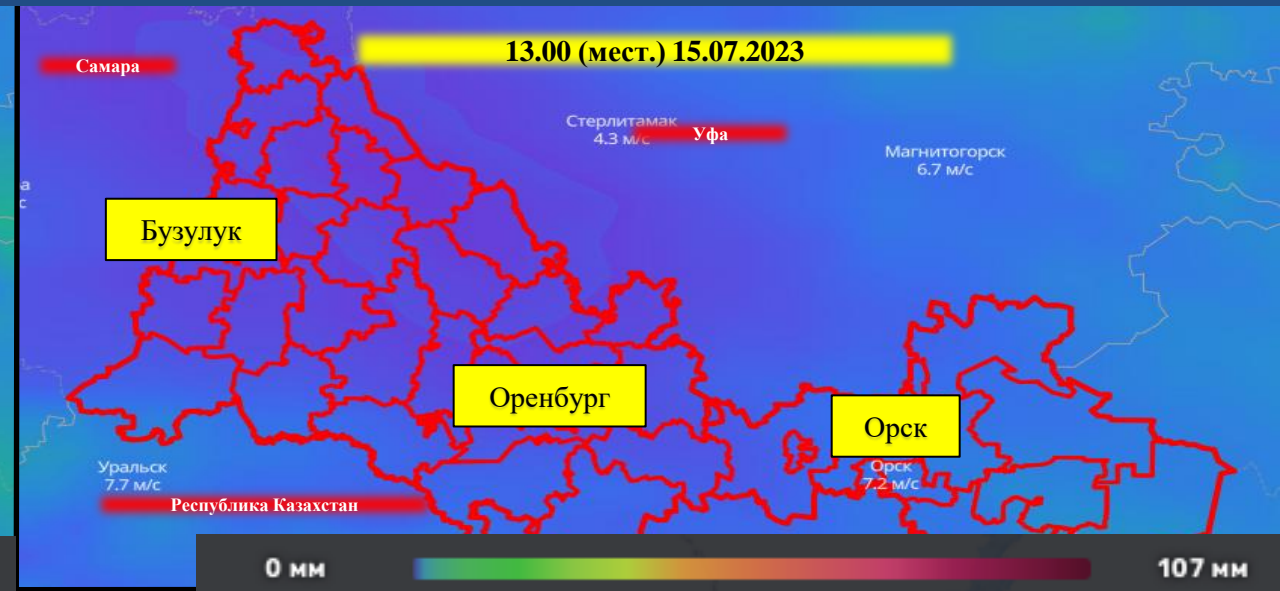 13.00 (мест.) 15.07.2023
Самара
Стерлитамак
4.3 м/с
Уфа
Магнитогорск
6.7 м/с
а
с
Бузулук
Оренбург
Орск
Орск
7.2 м/с
Уральск
7.7 м/с
Республика Казахстан
0 мм
107 мм